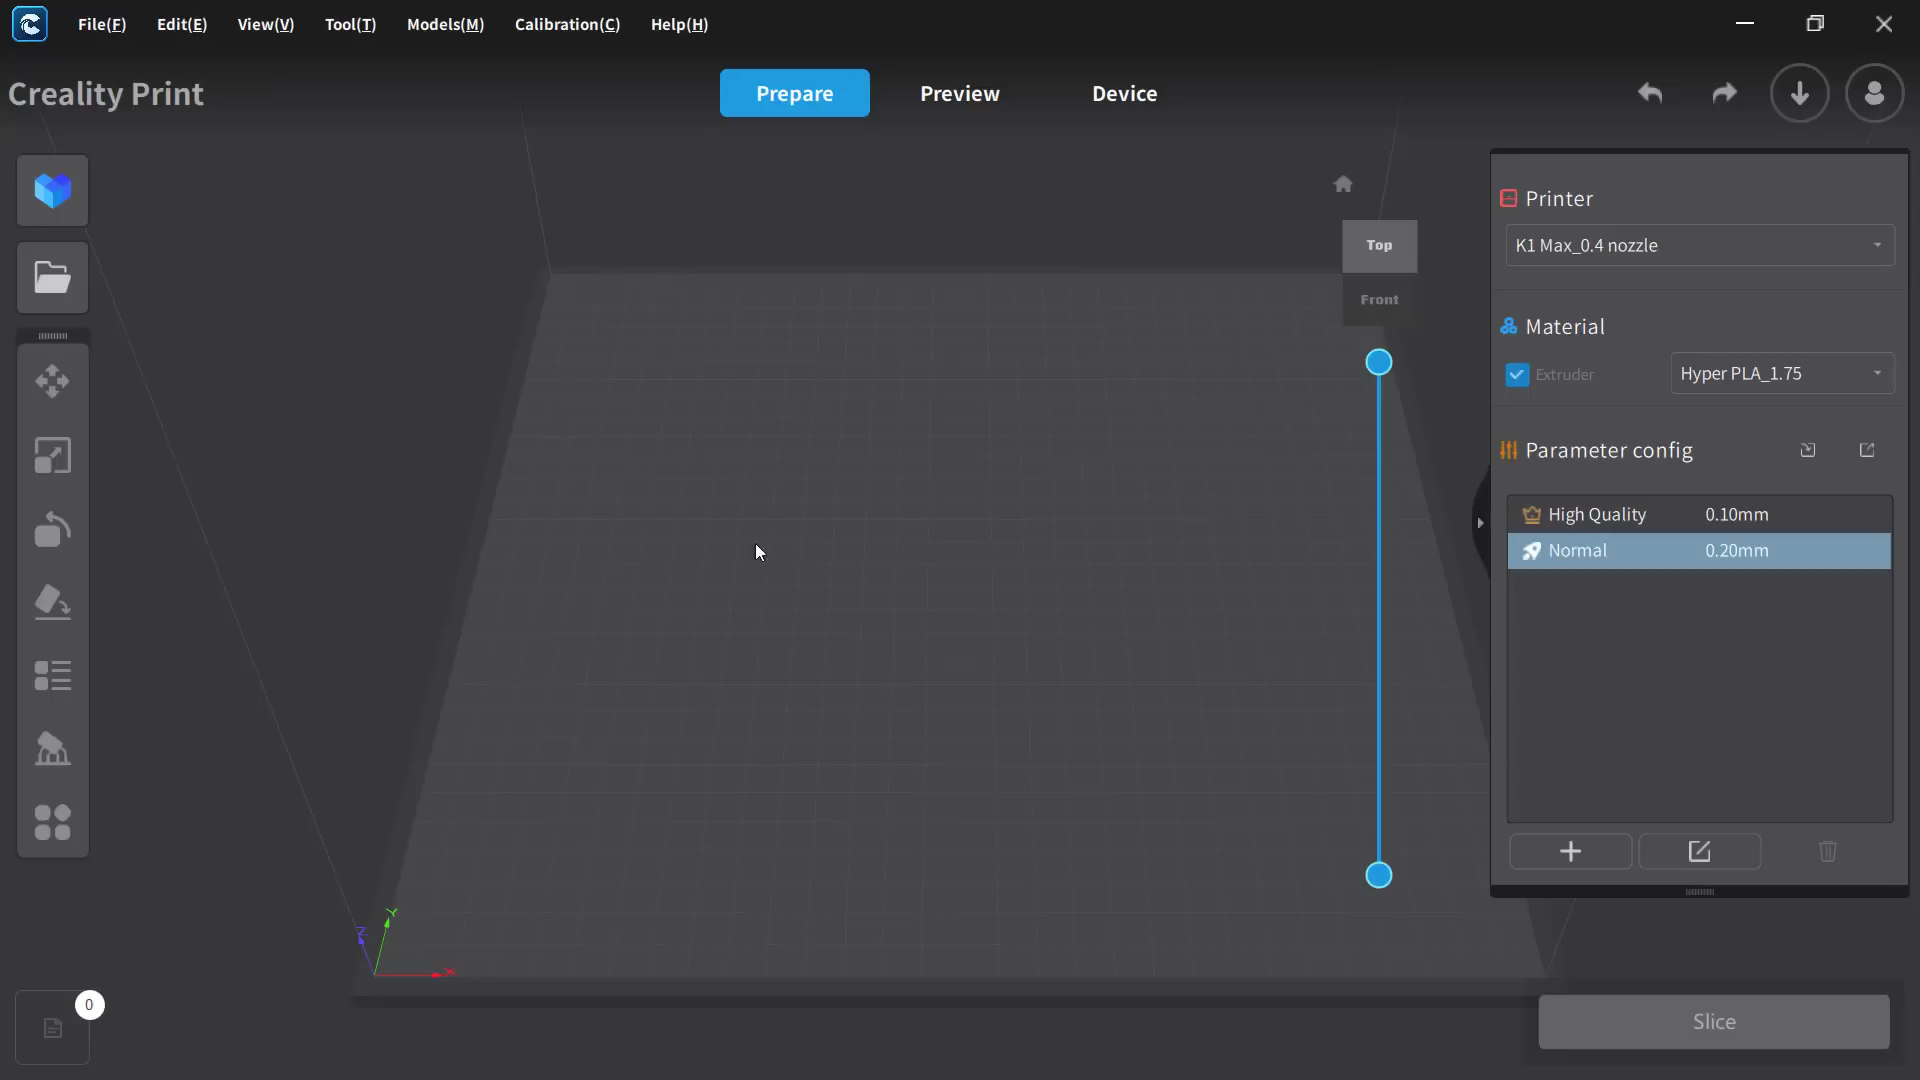 File(F) Edit(E) View(V) Tool(T) Models(M) Calibration(C) Help(H)
Creality Print
Prepare Preview Device
Top
Front
Printer
K1 Max_0.4 nozzle
Material
Extruder Hyper PLA_1.75
Parameter config
High Quality 0.10mm
Normal 0.20mm
Z
Y
X
0
Slice